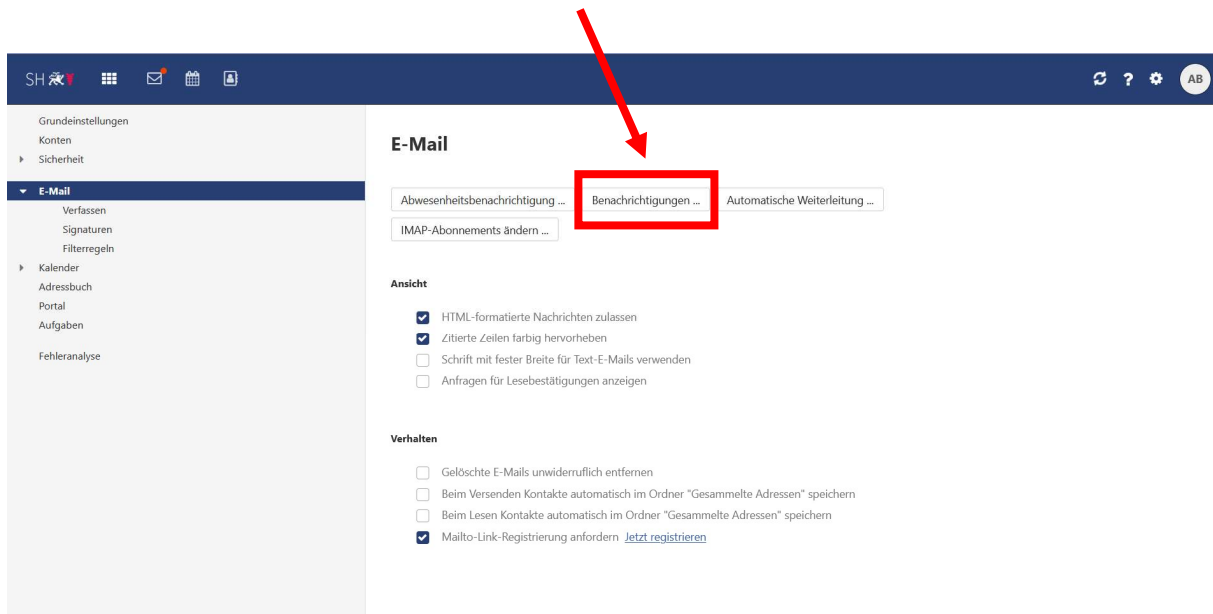 SH
?
AB
Grundeinstellungen
Konten
Sicherheit
E-Mail
Verfassen
Signaturen
Filterregeln
Kalender
Adressbuch
Portal
Aufgaben
Fehleranalyse
E-Mail
Abwesenheitsbenachrichtigung ... Benachrichtigungen ... Automatische Weiterleitung ...
IMAP-Abonnements ändern ...
Ansicht
HTML-formatierte Nachrichten zulassen
Zitierte Zeilen farbig hervorheben
Schrift mit fester Breite für Text-E-Mails verwenden
Anfragen für Lesebestätigungen anzeigen
Verhalten
Gelöschte E-Mails unwiderruflich entfernen
Beim Versenden Kontakte automatisch im Ordner "Gesammelte Adressen" speichern
Beim Lesen Kontakte automatisch im Ordner "Gesammelte Adressen" speichern
Mailto-Link-Registrierung anfordern Jetzt registrieren